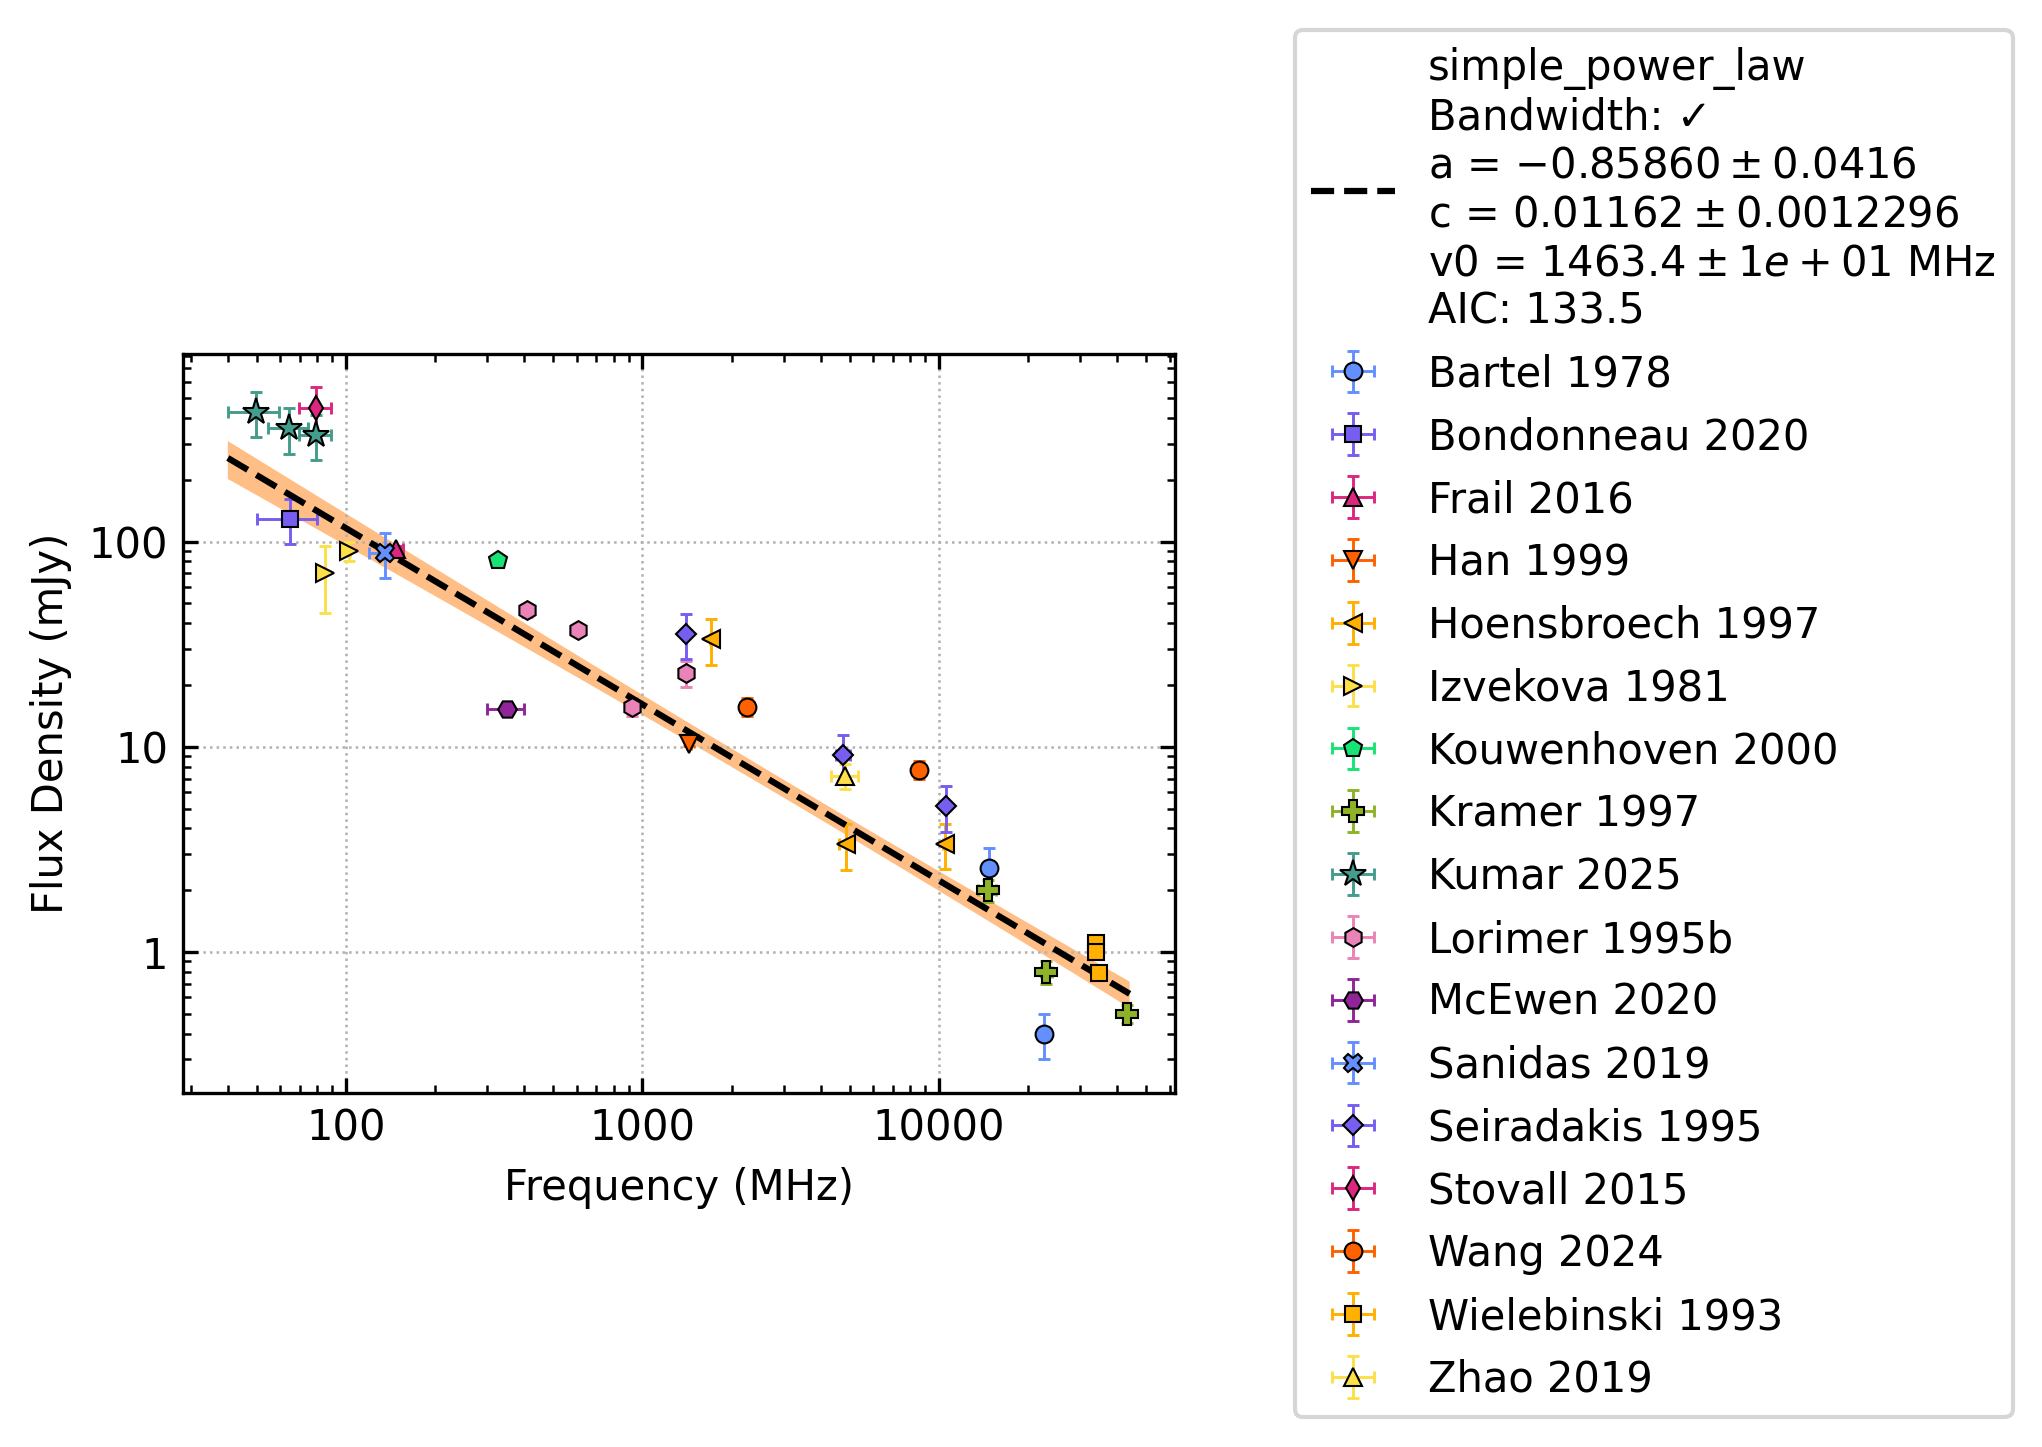 simple_power_law
Bandwidth: ✓
a = −0.85860 ± 0.0416
c = 0.01162 ± 0.0012296
v0 = 1463.4 ± 1e + 01 MHz
AIC: 133.5
Bartel 1978
Bondonneau 2020
Frail 2016
Han 1999
Hoensbroech 1997
Izvekova 1981
Kouwenhoven 2000
Kramer 1997
Kumar 2025
Lorimer 1995b
McEwen 2020
Sanidas 2019
Seiradakis 1995
Stovall 2015
Wang 2024
Wielebinski 1993
Zhao 2019
Flux Density (mJy)
100
10
1
100
1000
10000
Frequency (MHz)